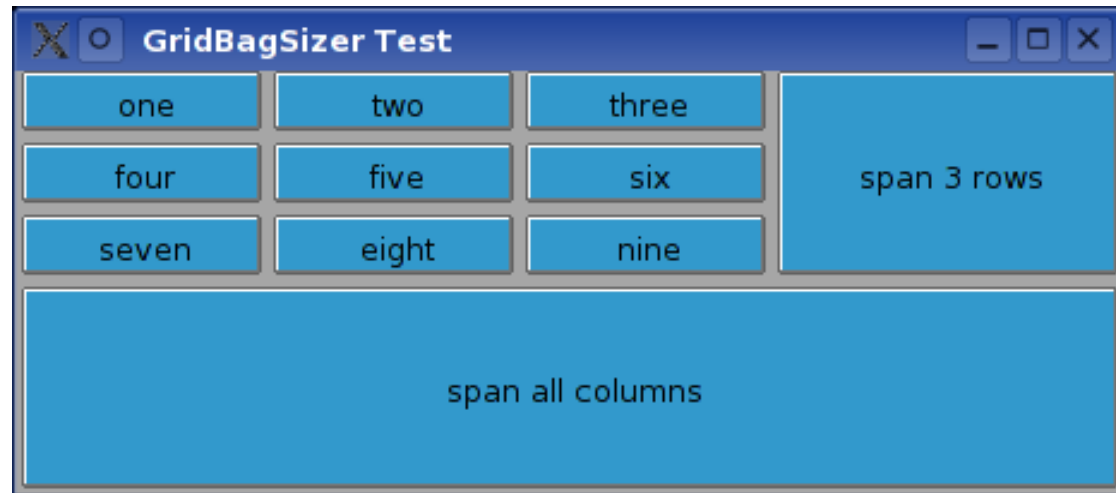 GridBagSizer Test
one
two
three
span 3 rows
four
five
six
seven
eight
nine
span all columns